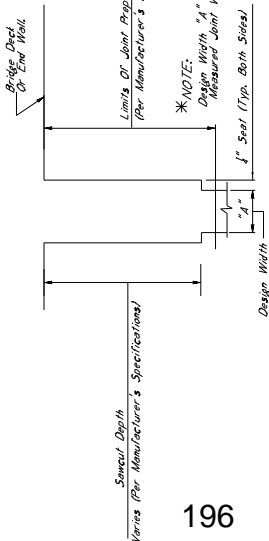 Bridge Deck
Or End Wall.
Limits Of Joint Prep
(Per Manufacturer's
* NOTE:
Design Width "A"
Measured Joint
" Seat (Typ. Both Sides)
"A"
Design Width
Sawcut Depth
Varies (Per Manufacturer's Specifications)
196